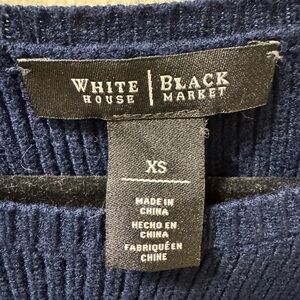 WHITE | BLACK
HOUSE | MARKET
XS
MADE IN
CHINA
HECHO EN
CHINA
FABRIQUÉ EN
CHINE